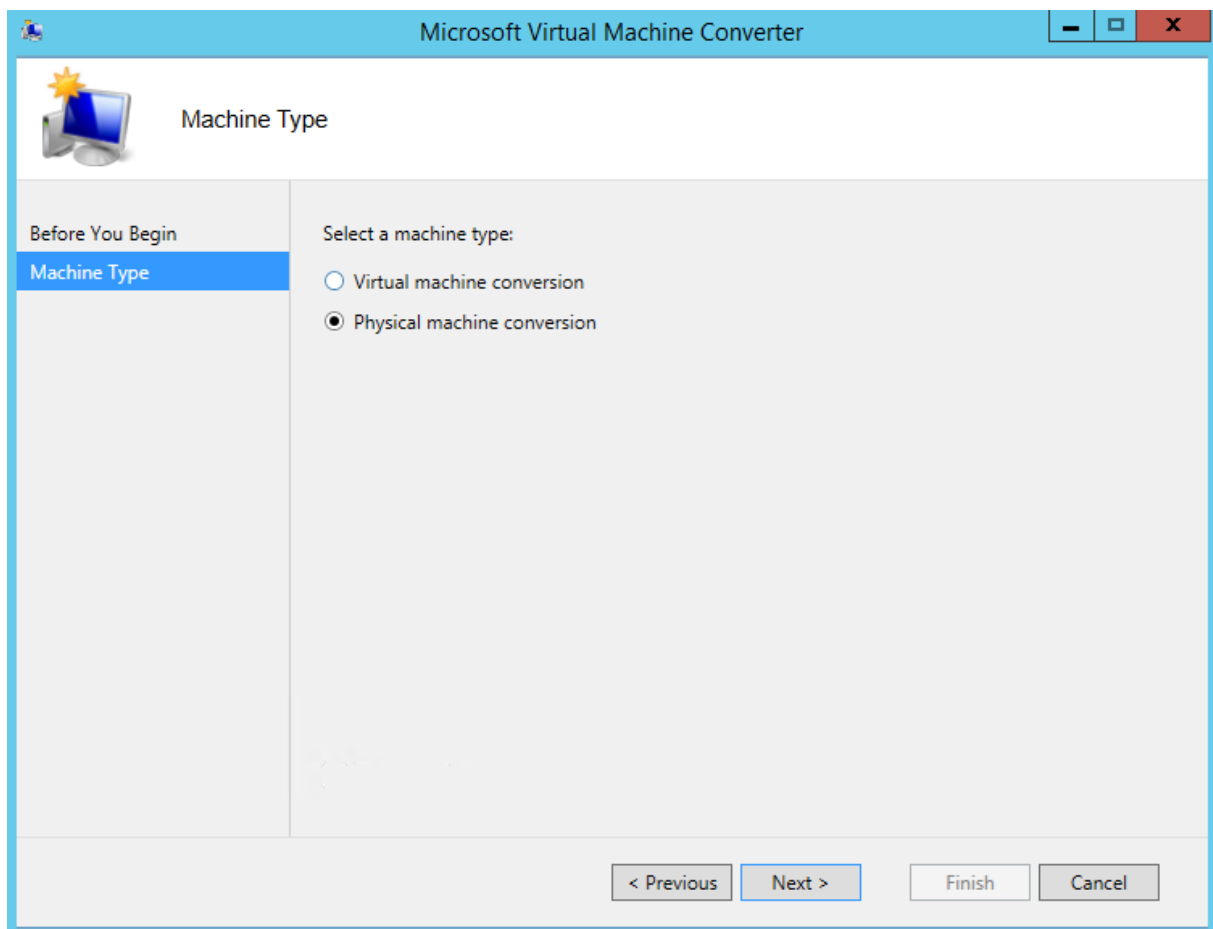 Microsoft Virtual Machine Converter
Machine Type
Before You Begin
Machine Type
Select a machine type:
Virtual machine conversion
Physical machine conversion
< Previous
Next >
Finish
Cancel